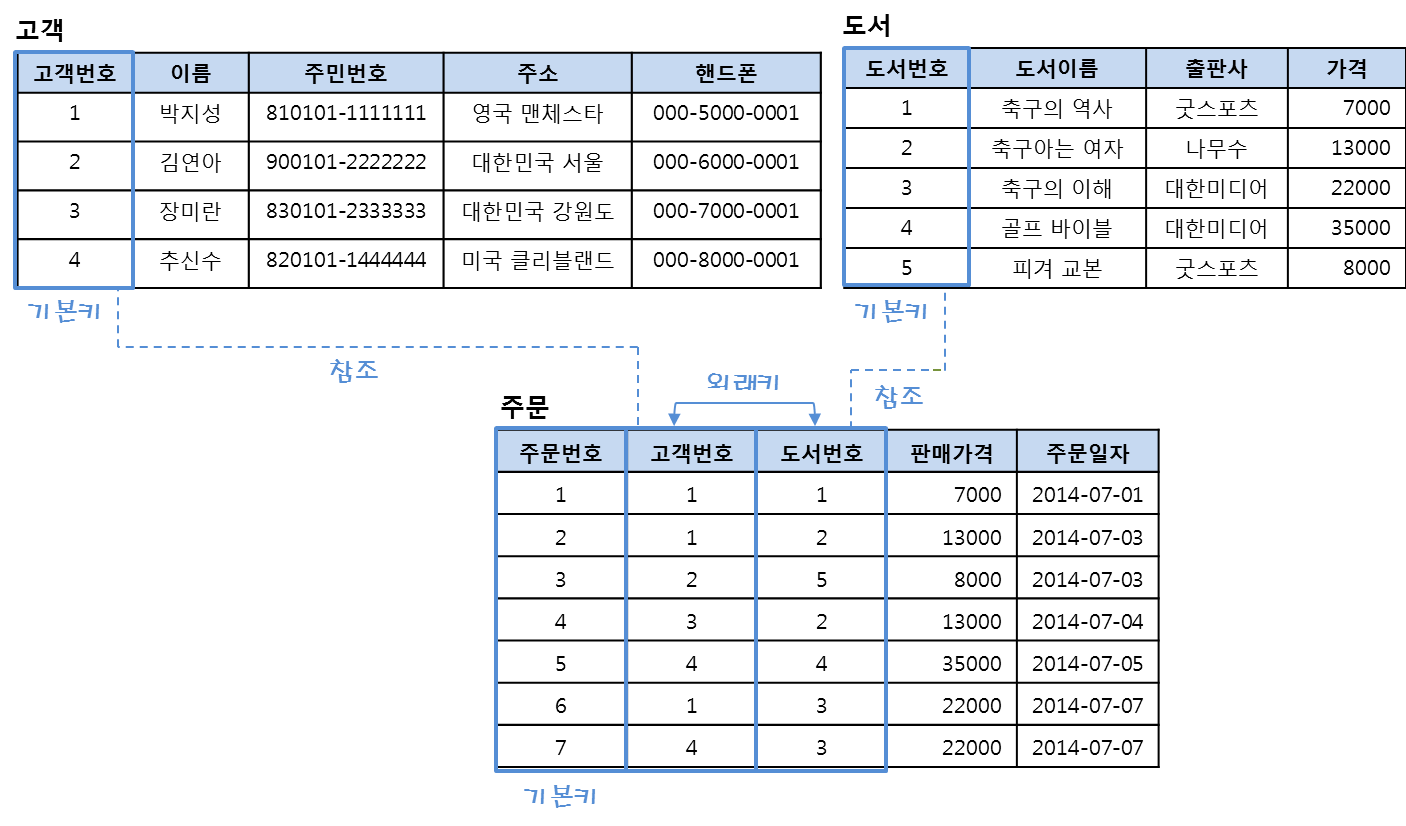 고객
고객번호 이름 주민번호 주소 핸드폰
1 박지성 810101-1111111 영국 맨체스타 000-5000-0001
2 김연아 900101-2222222 대한민국 서울 000-6000-0001
3 장미란 830101-2333333 대한민국 강원도 000-7000-0001
4 추신수 820101-1444444 미국 클리블랜드 000-8000-0001
기본키
도서
도서번호 도서이름 출판사 가격
1 축구의 역사 굿스포츠 7000
2 축구아는 여자 나무수 13000
3 축구의 이해 대한미디어 22000
4 골프 바이블 대한미디어 35000
5 피겨 교본 굿스포츠 8000
기본키
참조
외래키
참조
주문
주문번호 고객번호 도서번호 판매가격 주문일자
1 1 1 7000 2014-07-01
2 1 2 13000 2014-07-03
3 2 5 8000 2014-07-03
4 3 2 13000 2014-07-04
5 4 4 35000 2014-07-05
6 1 3 22000 2014-07-07
7 4 3 22000 2014-07-07
기본키